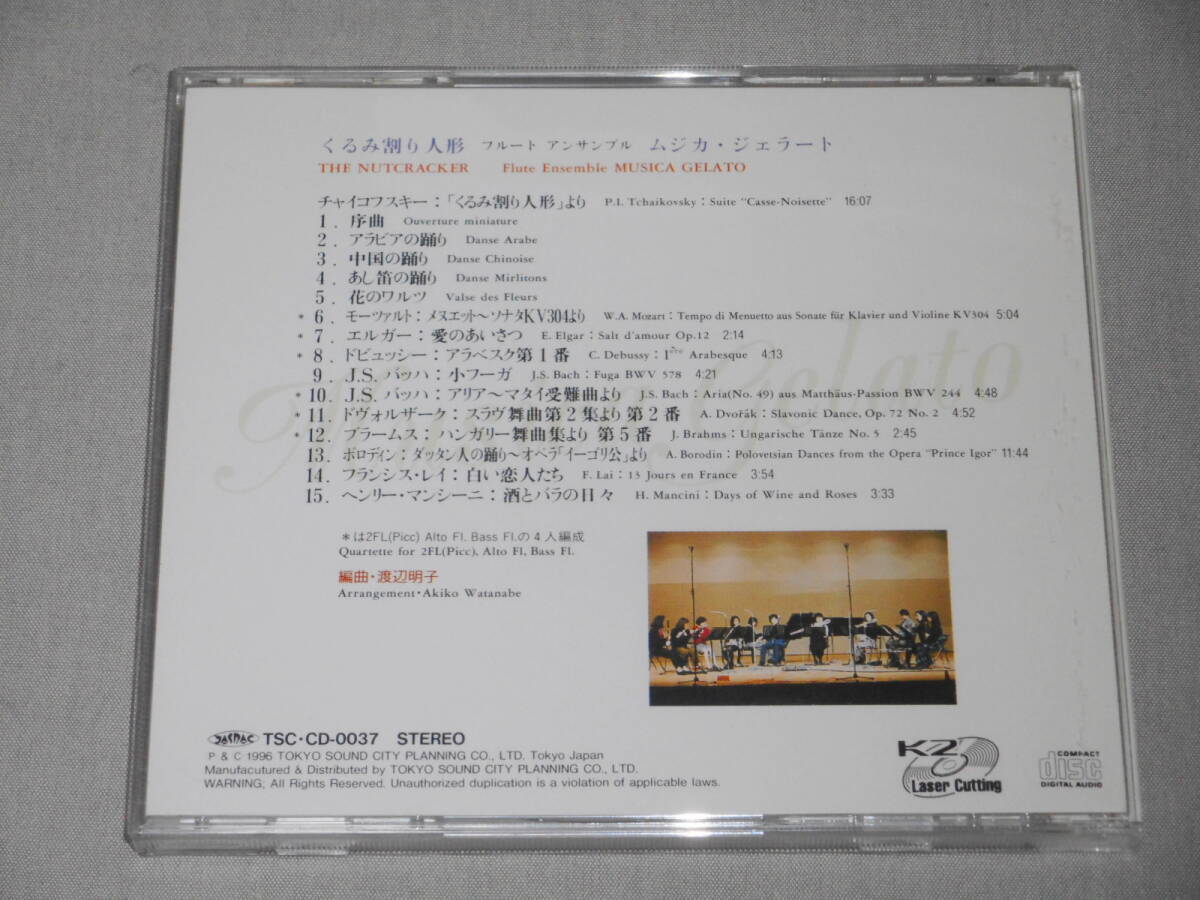 くるみ割り人形 フルート アンサンブル ムジカ・ジェラート
THE NUTCRACKER Flute Ensemble MUSICA GELATO
チャイコフスキー：「くるみ割り人形」より P.I. Tchaikovsky : Suite "Casse-Noisette" 16:07
1. 序曲 Ouverture miniature
2. アラビアの踊り Danse Arabe
3. 中国の踊り Danse Chinoise
4. あし笛の踊り Danse Mirlitons
5. 花のワルツ Valse des Fleurs
* 6. モーツァルト：メヌエット〜ソナタKV304より W.A. Mozart : Tempo di Menuetto aus Sonate für Klavier und Violine KV304 5:04
* 7. エルガー：愛のあいさつ E. Elgar : Salt d'amour Op.12 2:14
* 8. ドビュッシー：アラベスク第1番 C. Debussy : 1ère Arabesque 4:13
9. J.S. バッハ：小フーガ J.S. Bach : Fuga BWV 578 4:21
* 10. J.S. バッハ：アリア〜マタイ受難曲より J.S. Bach : Aria(No. 49) aus Matthäus-Passion BWV 244 4:48
* 11. ドヴォルザーク：スラヴ舞曲第2集より 第2番 A. Dvořák : Slavonic Dance, Op. 72 No. 2 4:52
* 12. ブラームス：ハンガリー舞曲集より 第5番 J. Brahms : Ungarische Tänze No. 5 2:45
13. ボロディン：ダッタン人の踊り〜オペラ「イーゴリ公」より A. Borodin : Polovetsian Dances from the Opera "Prince Igor" 11:44
14. フランシス・レイ：白い恋人たち F. Lai : 13 Jours en France 3:54
15. ヘンリー・マンシーニ：酒とバラの日々 H. Mancini : Days of Wine and Roses 3:33
*は2FL(Picc) Alto Fl. Bass Fl.の4人編成
Quartette for 2FL(Picc), Alto Fl, Bass Fl.
編曲・渡辺明子
Arrangement・Akiko Watanabe
JASRAC TSC・CD-0037 STEREO
P & C 1996 TOKYO SOUND CITY PLANNING CO., LTD. Tokyo Japan
Manufacutured & Distributed by TOKYO SOUND CITY PLANNING CO., LTD.
WARNING, All Rights Reserved. Unauthorized duplication is a violation of applicable laws.
K2
Laser Cutting
COMPACT
disc
DIGITAL AUDIO